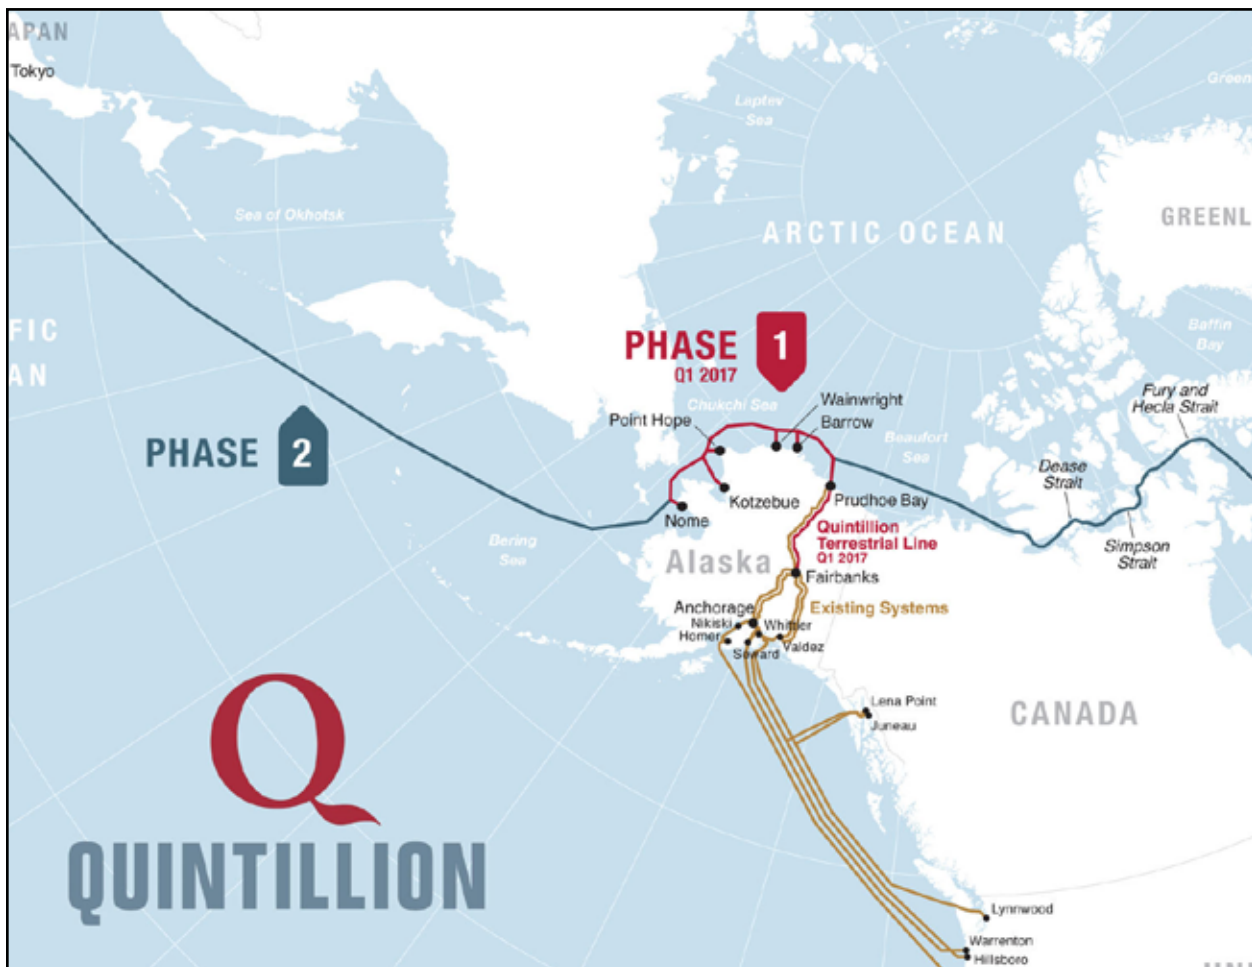 APAN
Tokyo
Laptev
Sea
Green
Sea of Okhotsk
ARCTIC OCEAN
GREENL
FIC
AN
PHASE 1
Q1 2017
Baffin
Bay
Chukchi Sea
Wainwright
Barrow
Point Hope
Fury and
Hecla Strait
Beaufort
Sea
PHASE 2
Dease
Strait
Kotzebue
Prudhoe Bay
Nome
Quintillion
Terrestrial Line
Q1 2017
Simpson
Strait
Bering
Sea
Alaska
Fairbanks
Anchorage
Existing Systems
Nikiski
Whittier
Homer
Seward
Valdez
Lena Point
Juneau
CANADA
Q
QUINTILLION
Lynnwood
Warrenton
Hillsboro